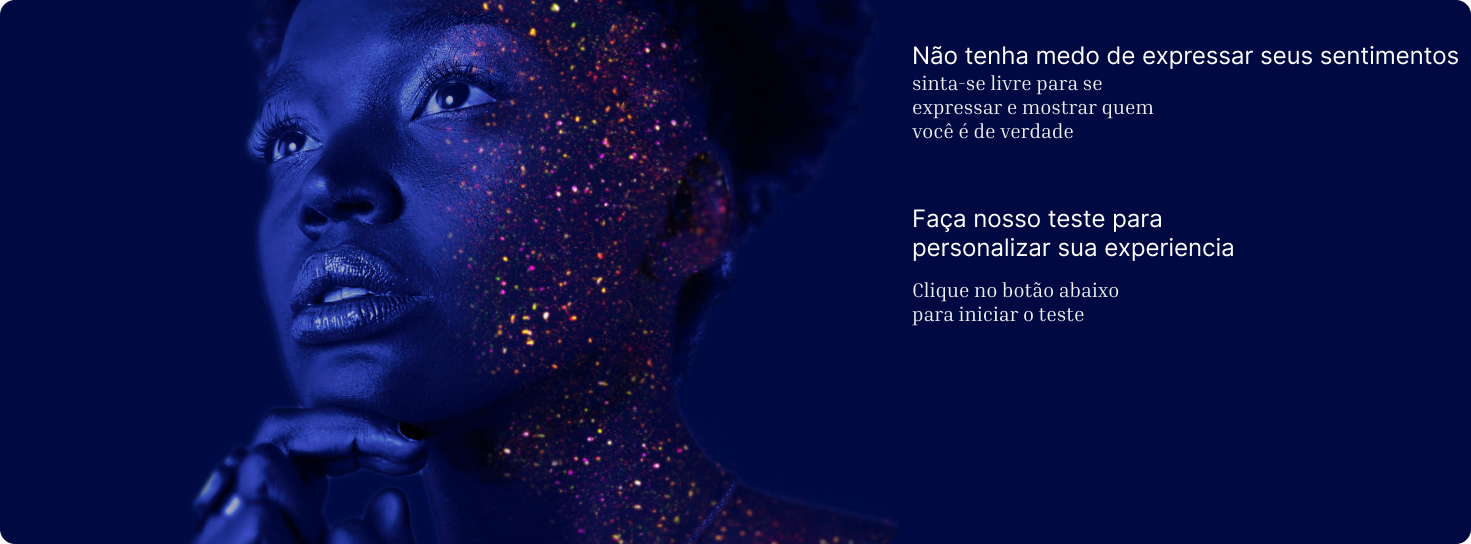 Não tenha medo de expressar seus sentimentos
sinta-se livre para se
expressar e mostrar quem
você é de verdade
Faça nosso teste para
personalizar sua experiencia
Clique no botão abaixo
para iniciar o teste